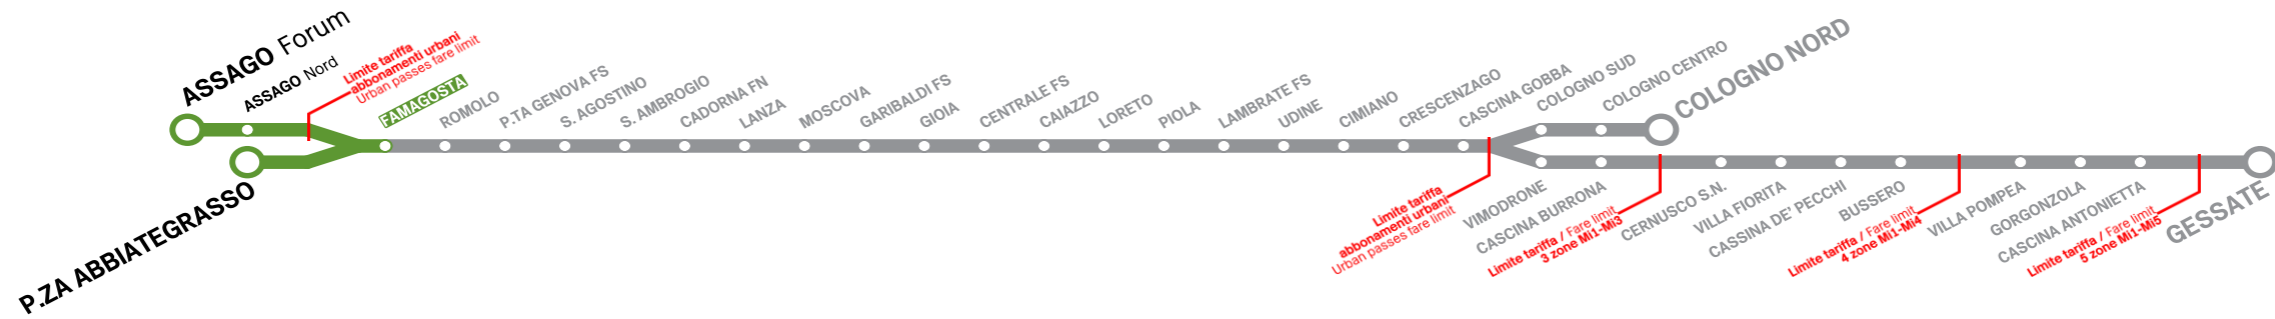 ASSAGO Forum
ASSAGO Nord
Limite tariffa
abbonamenti urbani
Urban passes fare limit
P.ZA ABBIATEGRASSO
FAMAGOSTA
ROMOLO
P.TA GENOVA FS
S. AGOSTINO
S. AMBROGIO
CADORNA FN
LANZA
MOSCOVA
GARIBALDI FS
GIOIA
CENTRALE FS
CAIAZZO
LORETO
PIOLA
LAMBRATE FS
UDINE
CIMIANO
CRESCENZAGO
CASCINA GOBBA
COLOGNO SUD
COLOGNO CENTRO
COLOGNO NORD
Limite tariffa
abbonamenti urbani
Urban passes fare limit
VIMODRONE
CASCINA BURRONA
Limite tariffa / Fare limit
3 zone Mi1-Mi3
CERNUSCO S.N.
VILLA FIORITA
CASSINA DE' PECCHI
BUSSERO
Limite tariffa / Fare limit
4 zone Mi1-Mi4
VILLA POMPEA
GORGONZOLA
CASCINA ANTONIETTA
Limite tariffa / Fare limit
5 zone Mi1-Mi5
GESSATE